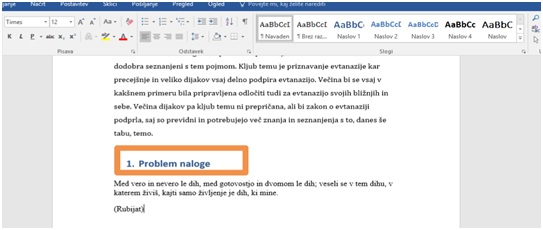 janje Načrt Postavitev Sklici Pošiljanje Pregled Ogled Povejte mi, kaj želite narediti
Times 12
Pisava Odstavek Slogi
AaBbCcI AaBbCcI AaBbC AaBbCcE AaBbCcE AaBbCc AaBbC
¶ Navaden ¶ Brez raz... Naslov 1 Naslov 2 Naslov 3 Naslov 4 Naslov
dodobra seznanjeni s tem pojmom. Kljub temu je priznavanje evtanazije kar
precejšnje in veliko dijakov vsaj delno podpira evtanazijo. Večina bi se vsaj v
kakšnem primeru bila pripravljena odločiti tudi za evtanazijo svojih bližnjih in
sebe. Večina dijakov pa kljub temu ni prepričana, ali bi zakon o evtanaziji
podprla, saj so previdni in potrebujejo več znanja in seznanjenja s to, danes še
tabu, temo.
1. Problem naloge
Med vero in nevero le dih, med gotovostjo in dvomom le dih; veseli se v tem dihu, v
katerem živiš, kajti samo življenje je dih, ki mine.
(Rubijat)